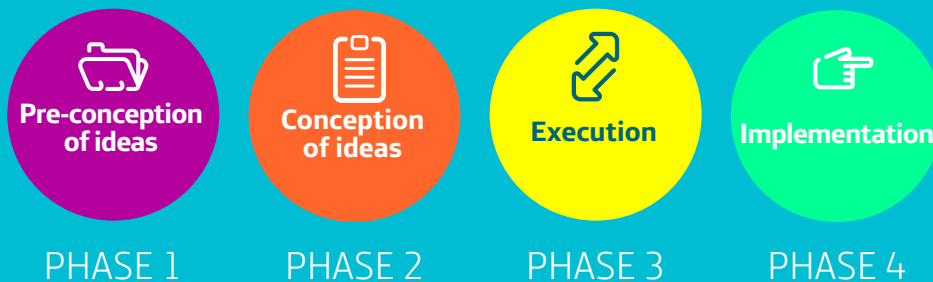 Pre-conception
of ideas
Conception
of ideas
Execution
Implementation
PHASE 1
PHASE 2
PHASE 3
PHASE 4